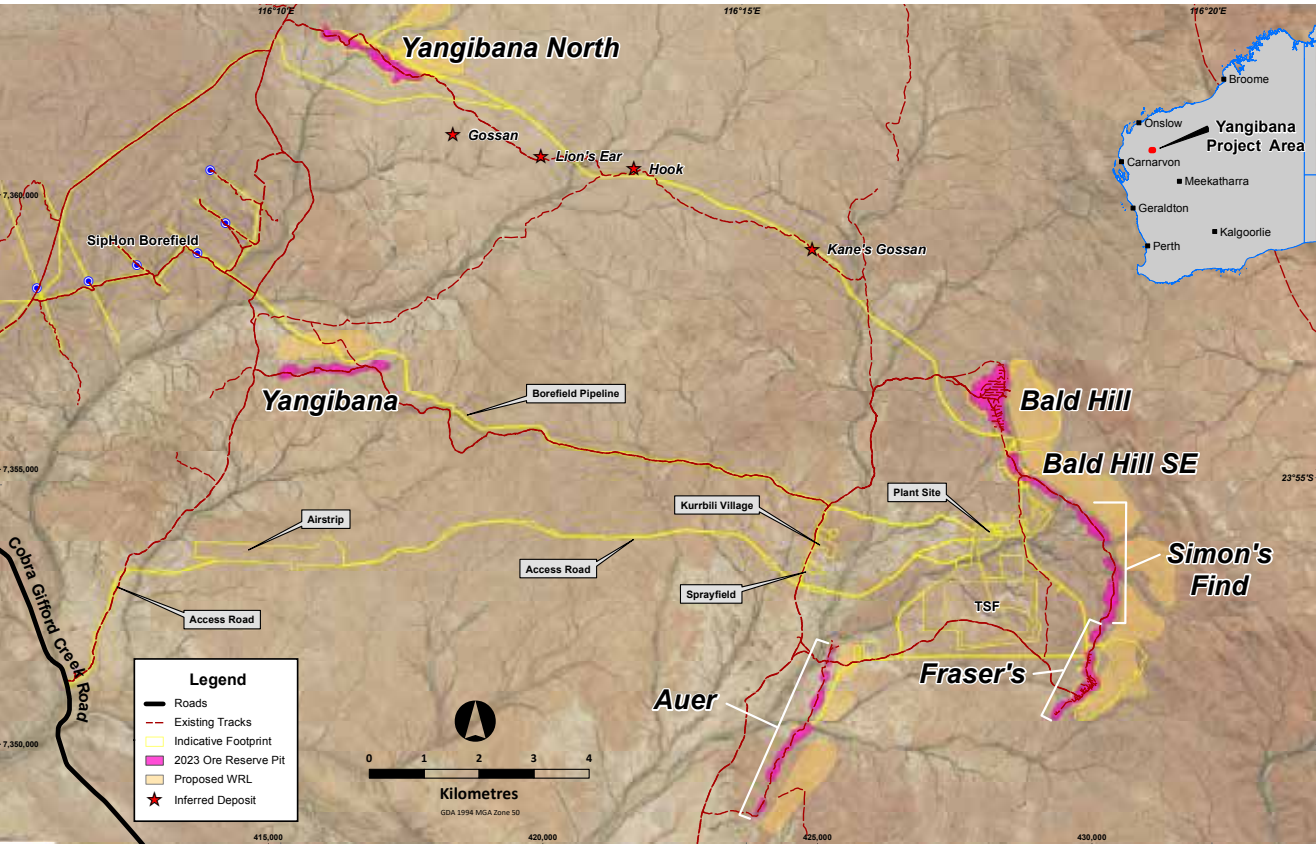 116°10'E
116°15'E
116°20'E
Yangibana North
Gossan
Lion's Ear
Hook
Kane's Gossan
7,360,000
SipHon Borefield
Broome
Onslow
Yangibana
Project Area
Carnarvon
Meekatharra
Geraldton
Kalgoorlie
Perth
Yangibana
Borefield Pipeline
Bald Hill
Bald Hill SE
7,355,000
23°55'S
Plant Site
Kurrbili Village
Airstrip
Access Road
Simon's
Find
Sprayfield
TSF
Access Road
Cobra Gifford Creek Road
Fraser's
Auer
Legend
Roads
Existing Tracks
Indicative Footprint
2023 Ore Reserve Pit
Proposed WRL
Inferred Deposit
0 1 2 3 4
Kilometres
GDA 1994 MGA Zone 50
7,350,000
415,000
420,000
425,000
430,000